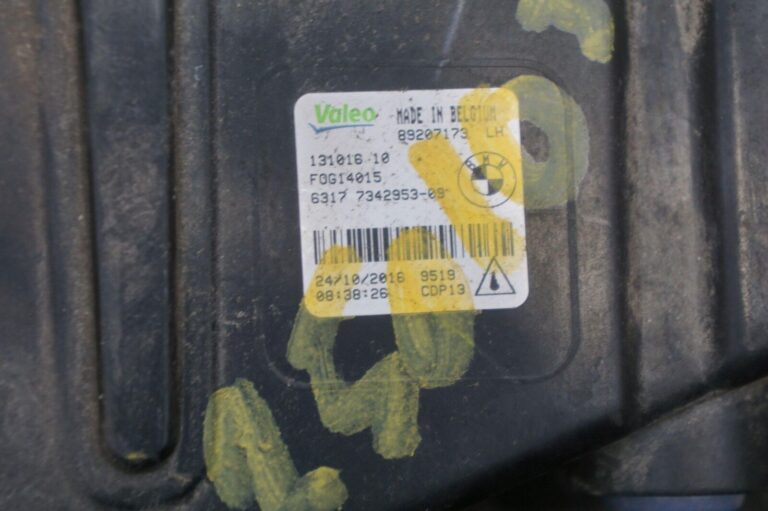 Valeo MADE IN BELGIUM
89207173 LH
131016 10
FOG14015
6317 7342953-09
BMW
24/10/2016 9519
08:38:26 CDP13